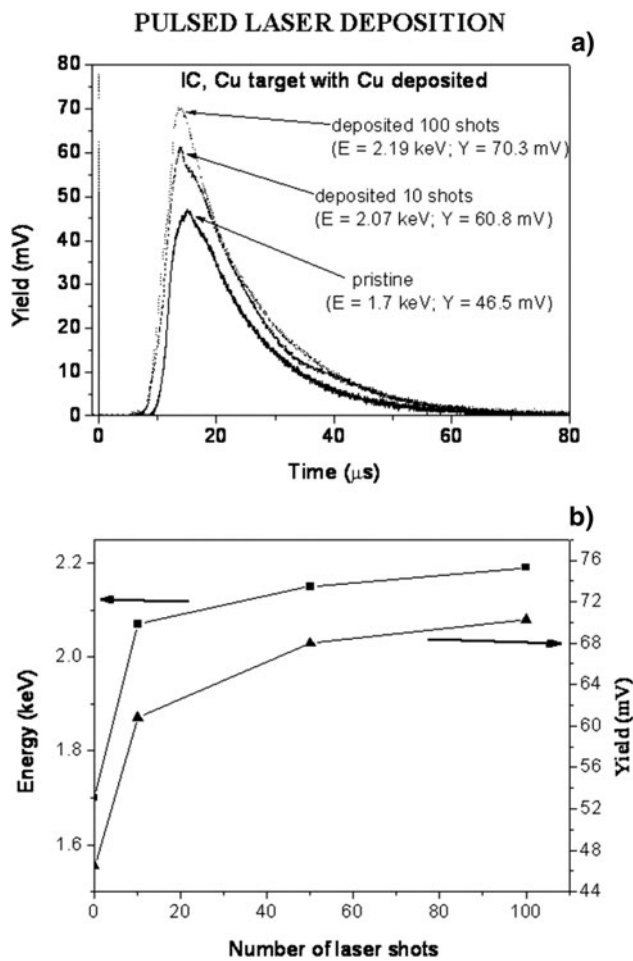 PULSED LASER DEPOSITION
a)
IC, Cu target with Cu deposited
deposited 100 shots
(E = 2.19 keV; Y = 70.3 mV)
deposited 10 shots
(E = 2.07 keV; Y = 60.8 mV)
pristine
(E = 1.7 keV; Y = 46.5 mV)
Yield (mV)
80
70
60
50
40
30
20
10
0
0 20 40 60 80
Time (μs)
b)
Energy (keV)
2.2
2.0
1.8
1.6
76
72
68
64
60
56
52
48
44
Yield (mV)
0 20 40 60 80 100
Number of laser shots